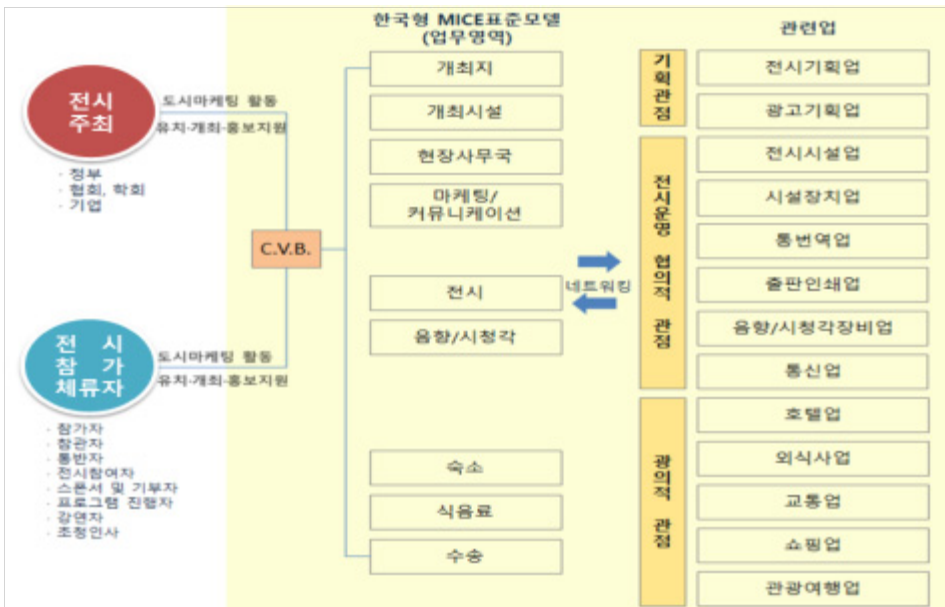 한국형 MICE표준모델
(업무영역)
관련업
전시
주최
도시마케팅 활동
유치·개최·홍보지원
· 정부
· 협회, 학회
· 기업
C.V.B.
전 시
참 가
체류자
도시마케팅 활동
유치·개최·홍보지원
· 참가자
· 참관자
· 동반자
· 전시참여자
· 스폰서 및 기부자
· 프로그램 진행자
· 강연자
· 초청인사
개최지
개최시설
현장사무국
마케팅/
커뮤니케이션
전시
음향/시청각
숙소
식음료
수송
네트워킹
기획관점
전시기획업
광고기획업
전시운영 협의적 관점
전시시설업
시설장치업
통번역업
출판인쇄업
음향/시청각장비업
통신업
광의적 관점
호텔업
외식사업
교통업
쇼핑업
관광여행업